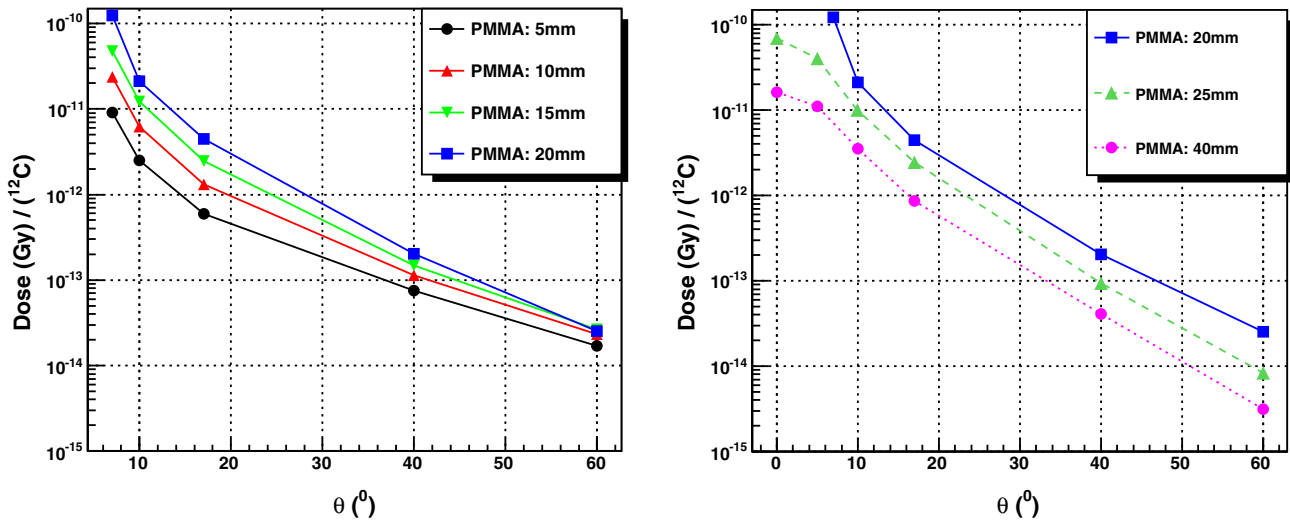 Dose (Gy) / (¹²C)
10⁻¹⁰
10⁻¹¹
10⁻¹²
10⁻¹³
10⁻¹⁴
10⁻¹⁵
PMMA: 5mm
PMMA: 10mm
PMMA: 15mm
PMMA: 20mm
10 20 30 40 50 60
θ (⁰)
Dose (Gy) / (¹²C)
10⁻¹⁰
10⁻¹¹
10⁻¹²
10⁻¹³
10⁻¹⁴
10⁻¹⁵
PMMA: 20mm
PMMA: 25mm
PMMA: 40mm
0 10 20 30 40 50 60
θ (⁰)